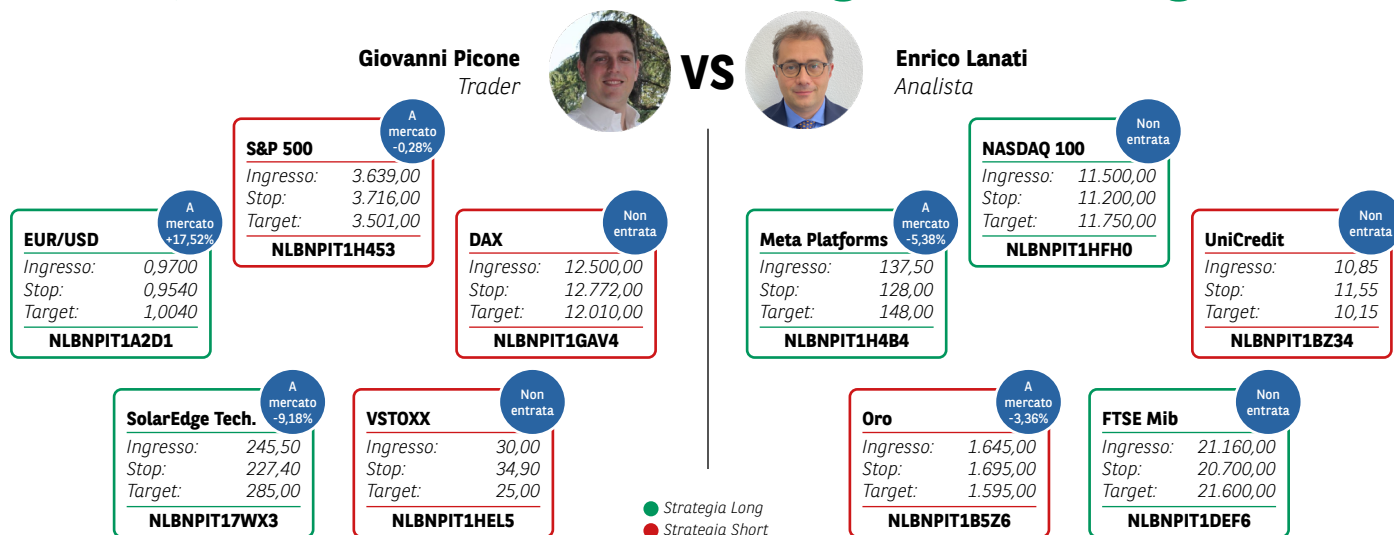 Giovanni Picone
Trader
VS
Enrico Lanati
Analista
A
mercato
-0,28%
S&P 500
Ingresso: 3.639,00
Stop: 3.716,00
Target: 3.501,00
NLBNPIT1H453
A
mercato
+17,52%
EUR/USD
Ingresso: 0,9700
Stop: 0,9540
Target: 1,0040
NLBNPIT1A2D1
Non
entrata
DAX
Ingresso: 12.500,00
Stop: 12.772,00
Target: 12.010,00
NLBNPIT1GAV4
A
mercato
-9,18%
SolarEdge Tech.
Ingresso: 245,50
Stop: 227,40
Target: 285,00
NLBNPIT17WX3
Non
entrata
VSTOXX
Ingresso: 30,00
Stop: 34,90
Target: 25,00
NLBNPIT1HEL5
Non
entrata
NASDAQ 100
Ingresso: 11.500,00
Stop: 11.200,00
Target: 11.750,00
NLBNPIT1HFH0
A
mercato
-5,38%
Meta Platforms
Ingresso: 137,50
Stop: 128,00
Target: 148,00
NLBNPIT1H4B4
Non
entrata
UniCredit
Ingresso: 10,85
Stop: 11,55
Target: 10,15
NLBNPIT1BZ34
A
mercato
-3,36%
Oro
Ingresso: 1.645,00
Stop: 1.695,00
Target: 1.595,00
NLBNPIT1B5Z6
Non
entrata
FTSE Mib
Ingresso: 21.160,00
Stop: 20.700,00
Target: 21.600,00
NLBNPIT1DEF6
Strategia Long
Strategia Short